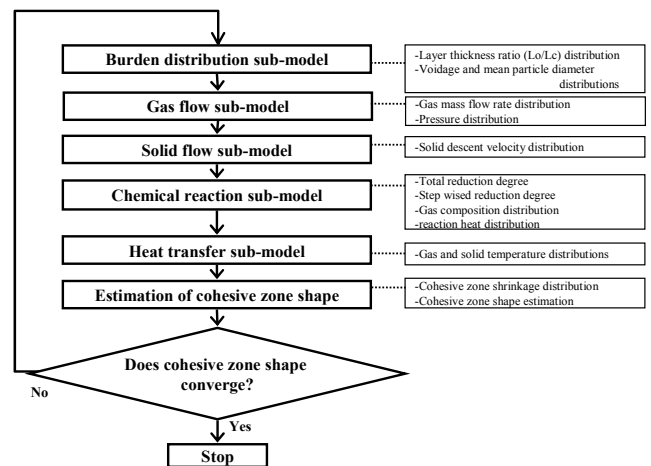 Burden distribution sub-model
-Layer thickness ratio (Lo/Lc) distribution
-Voidage and mean particle diameter
distributions
Gas flow sub-model
-Gas mass flow rate distribution
-Pressure distribution
Solid flow sub-model
-Solid descent velocity distribution
Chemical reaction sub-model
-Total reduction degree
-Step wised reduction degree
-Gas composition distribution
-reaction heat distribution
Heat transfer sub-model
-Gas and solid temperature distributions
Estimation of cohesive zone shape
-Cohesive zone shrinkage distribution
-Cohesive zone shape estimation
Does cohesive zone shape
converge?
No
Yes
Stop